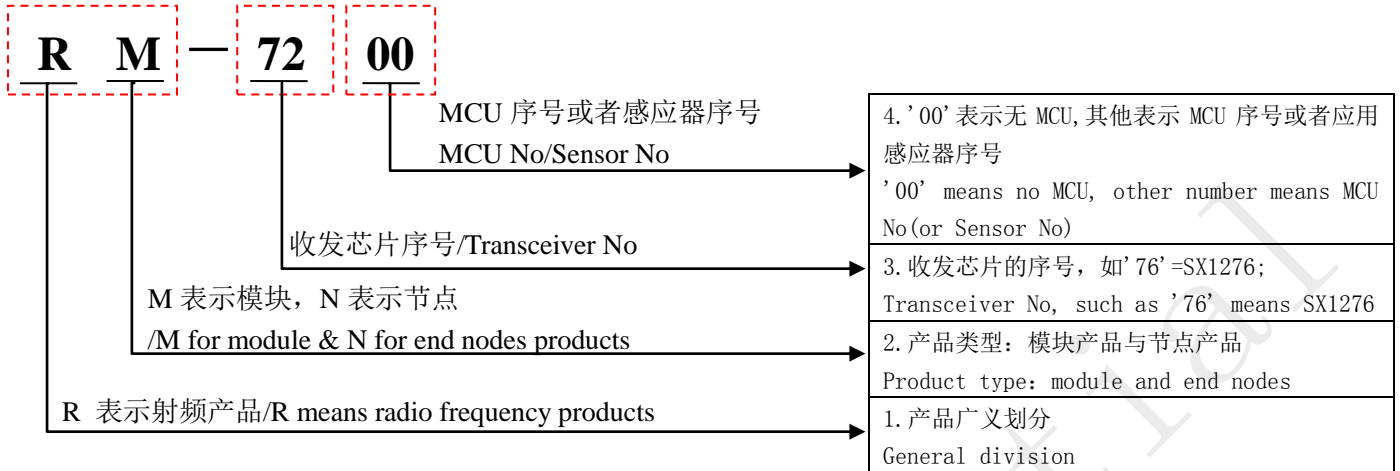 R M — 72 00
MCU 序号或者感应器序号
MCU No/Sensor No
收发芯片序号/Transceiver No
M 表示模块，N 表示节点
/M for module & N for end nodes products
R 表示射频产品/R means radio frequency products
4.'00'表示无 MCU,其他表示 MCU 序号或者应用
感应器序号
'00' means no MCU, other number means MCU
No(or Sensor No)
3.收发芯片的序号，如'76'=SX1276;
Transceiver No, such as '76' means SX1276
2.产品类型：模块产品与节点产品
Product type：module and end nodes
1.产品广义划分
General division